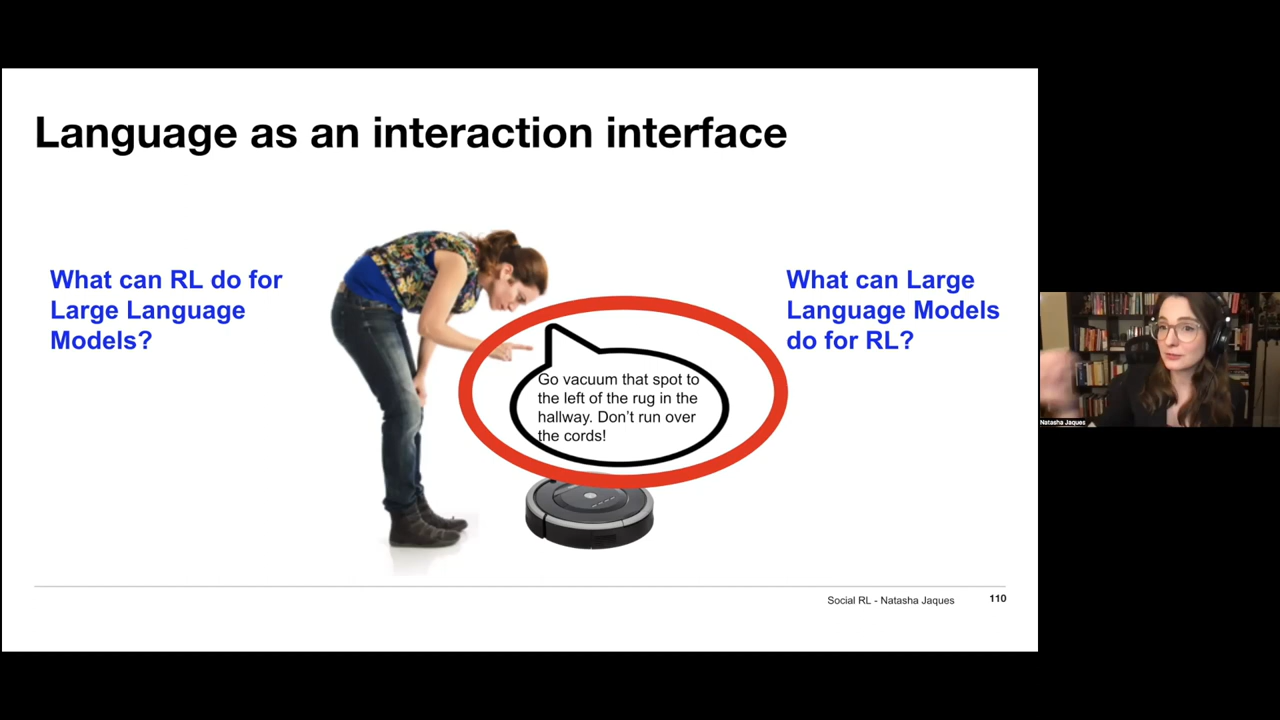 Language as an interaction interface
What can RL do for
Large Language
Models?
Go vacuum that spot to
the left of the rug in the
hallway. Don't run over
the cords!
What can Large
Language Models
do for RL?
Social RL - Natasha Jaques
110
Natasha Jaques